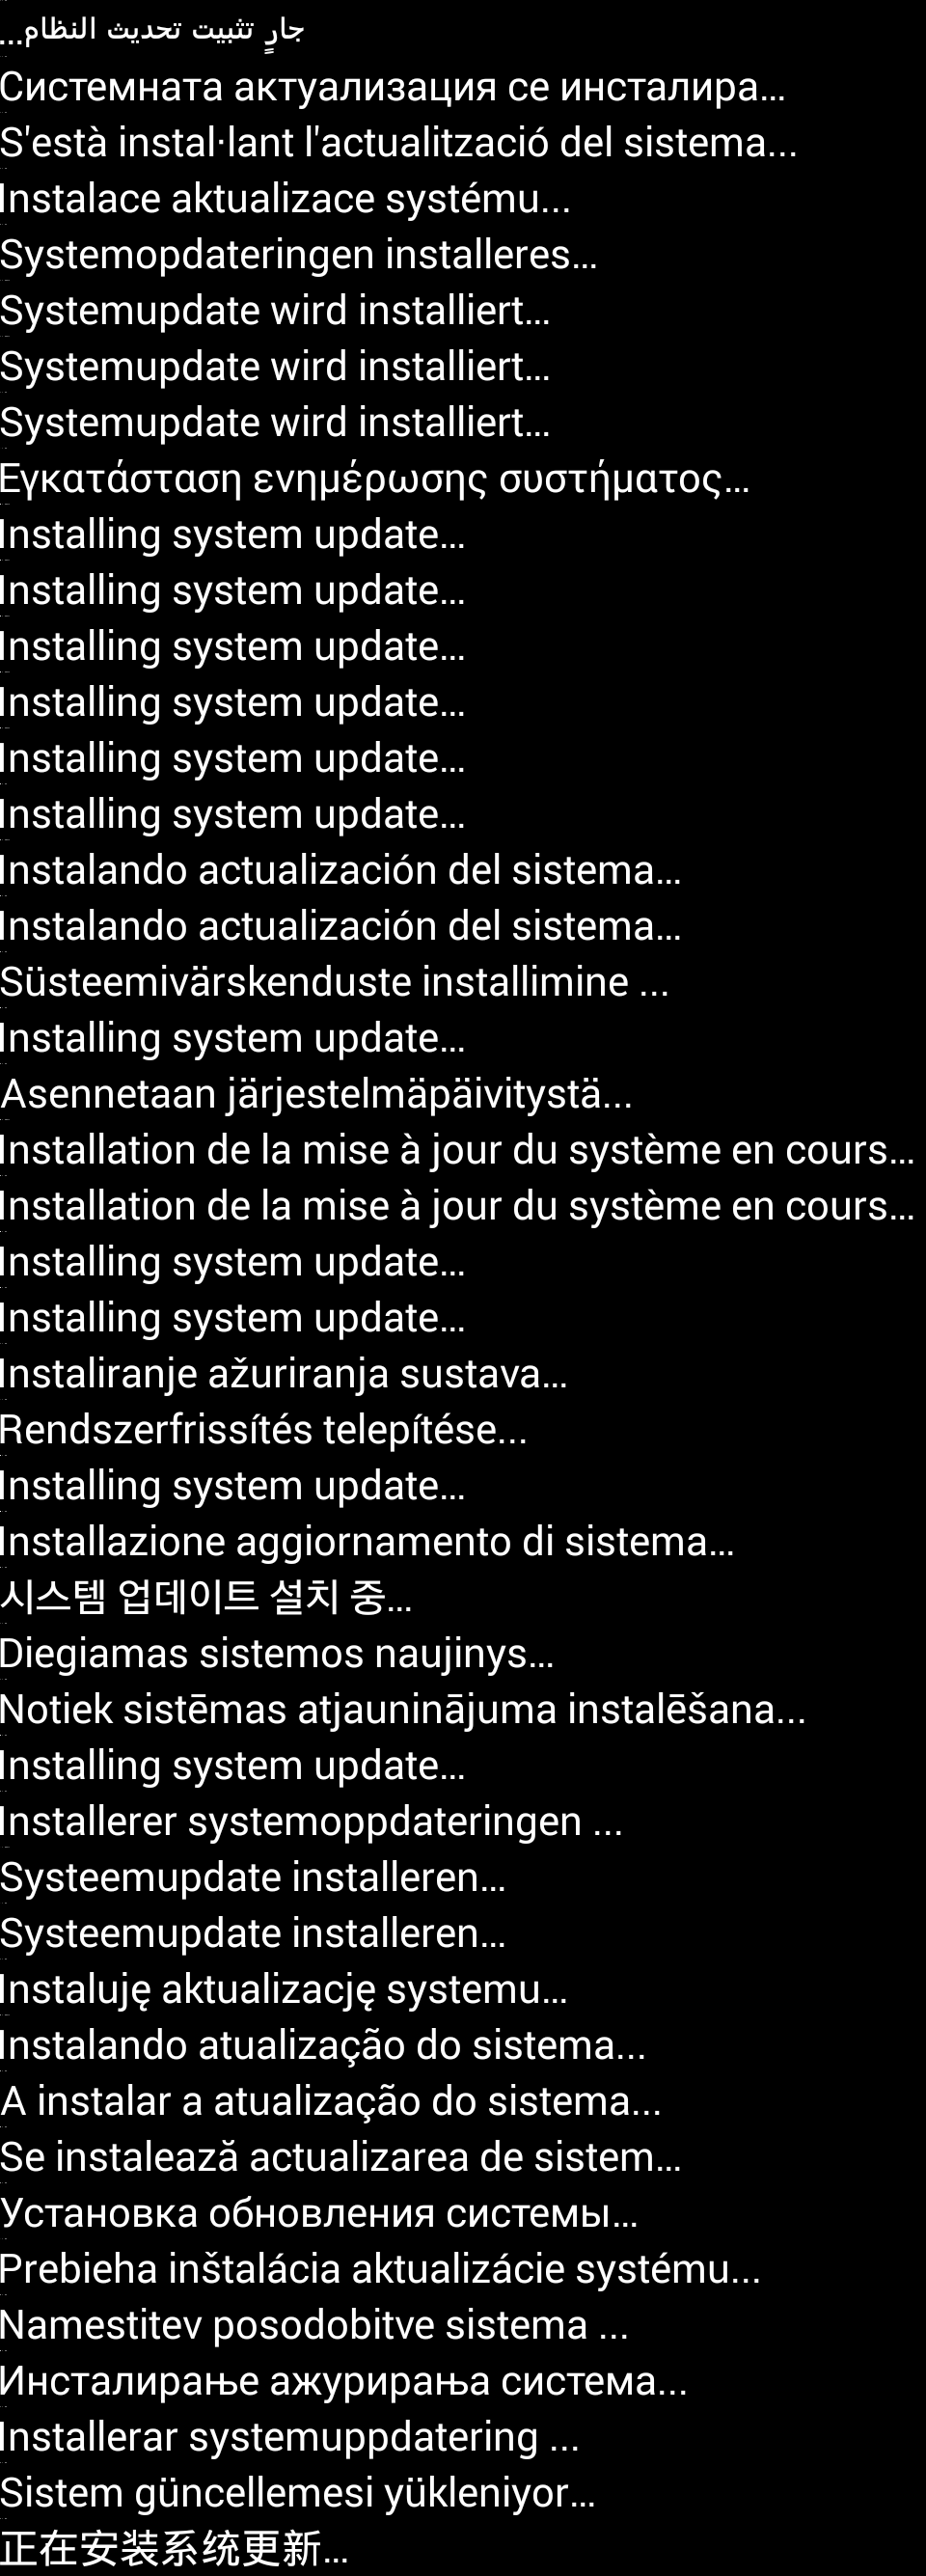 جارٍ تثبيت تحديث النظام...
Системната актуализация се инсталира...
S'està instal·lant l'actualització del sistema...
Instalace aktualizace systému...
Systemopdateringen installeres...
Systemupdate wird installiert...
Systemupdate wird installiert...
Systemupdate wird installiert...
Εγκατάσταση ενημέρωσης συστήματος...
Installing system update...
Installing system update...
Installing system update...
Installing system update...
Installing system update...
Installing system update...
Instalando actualización del sistema...
Instalando actualización del sistema...
Süsteemivärskenduste installimine ...
Installing system update...
Asennetaan järjestelmäpäivitystä...
Installation de la mise à jour du système en cours...
Installation de la mise à jour du système en cours...
Installing system update...
Installing system update...
Instaliranje ažuriranja sustava...
Rendszerfrissítés telepítése...
Installing system update...
Installazione aggiornamento di sistema...
시스템 업데이트 설치 중...
Diegiamas sistemos naujinys...
Notiek sistēmas atjauninājuma instalēšana...
Installing system update...
Installerer systemoppdateringen ...
Systeemupdate installeren...
Systeemupdate installeren...
Instaluję aktualizację systemu...
Instalando atualização do sistema...
A instalar a atualização do sistema...
Se instalează actualizarea de sistem...
Установка обновления системы...
Prebieha inštalácia aktualizácie systému...
Namestitev posodobitve sistema ...
Инсталирање ажурирања система...
Installerar systemuppdatering ...
Sistem güncellemesi yükleniyor...
正在安装系统更新...